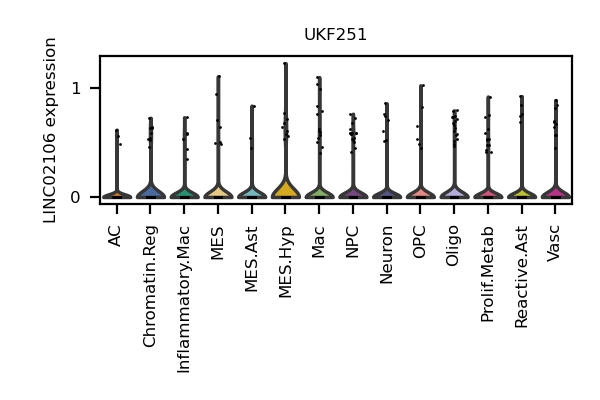 UKF251
LINC02106 expression
1
0
AC
Chromatin.Reg
Inflammatory.Mac
MES
MES.Ast
MES.Hyp
Mac
NPC
Neuron
OPC
Oligo
Prolif.Metab
Reactive.Ast
Vasc